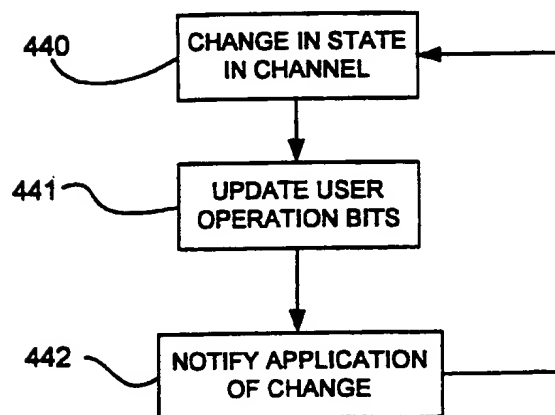 440
CHANGE IN STATE
IN CHANNEL
441
UPDATE USER
OPERATION BITS
442
NOTIFY APPLICATION
OF CHANGE